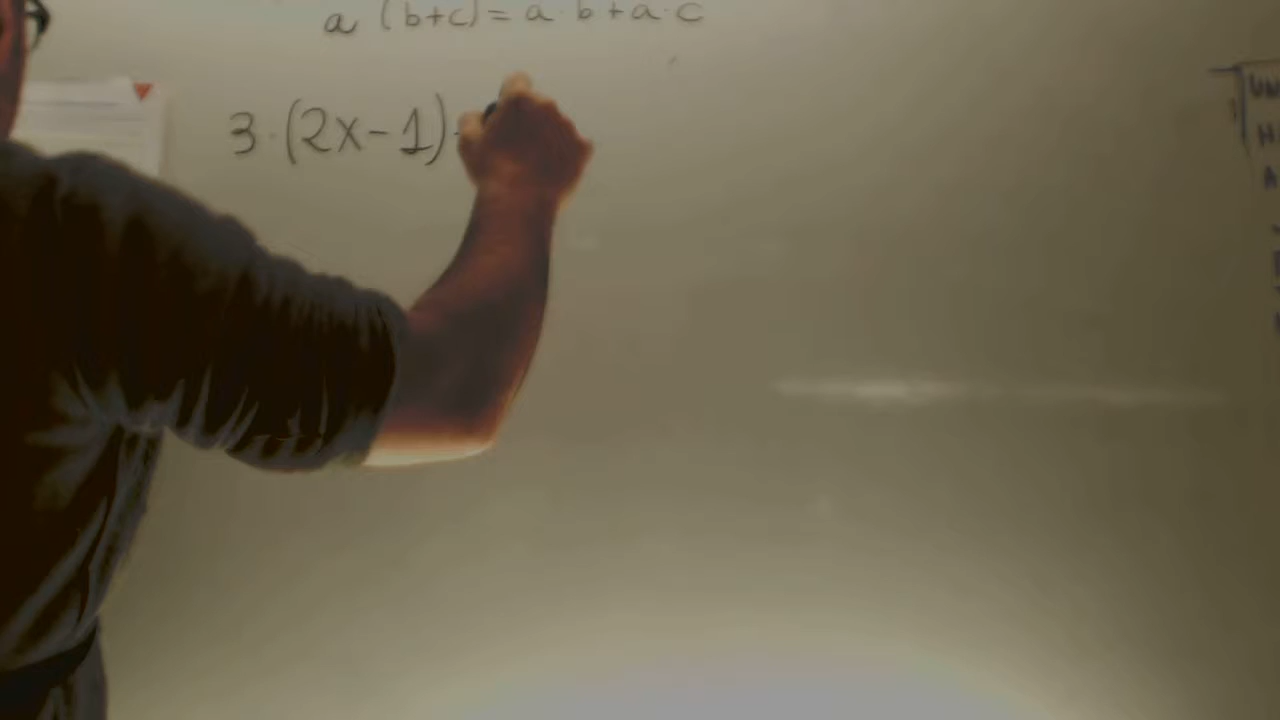 a (b+c) = a · b + a · c
3 · (2x - 1)